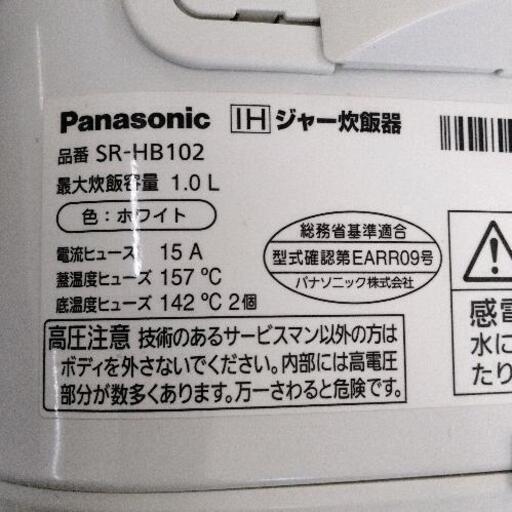 Panasonic IH ジャー炊飯器
品番 SR-HB102
最大炊飯容量 1.0 L
色：ホワイト
電流ヒューズ 15 A
蓋温度ヒューズ 157 ℃
底温度ヒューズ 142 ℃ 2個
総務省基準適合
型式確認第EARR09号
パナソニック株式会社
高圧注意 技術のあるサービスマン以外の方は
ボディを外さないでください。内部には高電圧
部分が数多くあります。万一さわると危険です。
感電
水に
たり